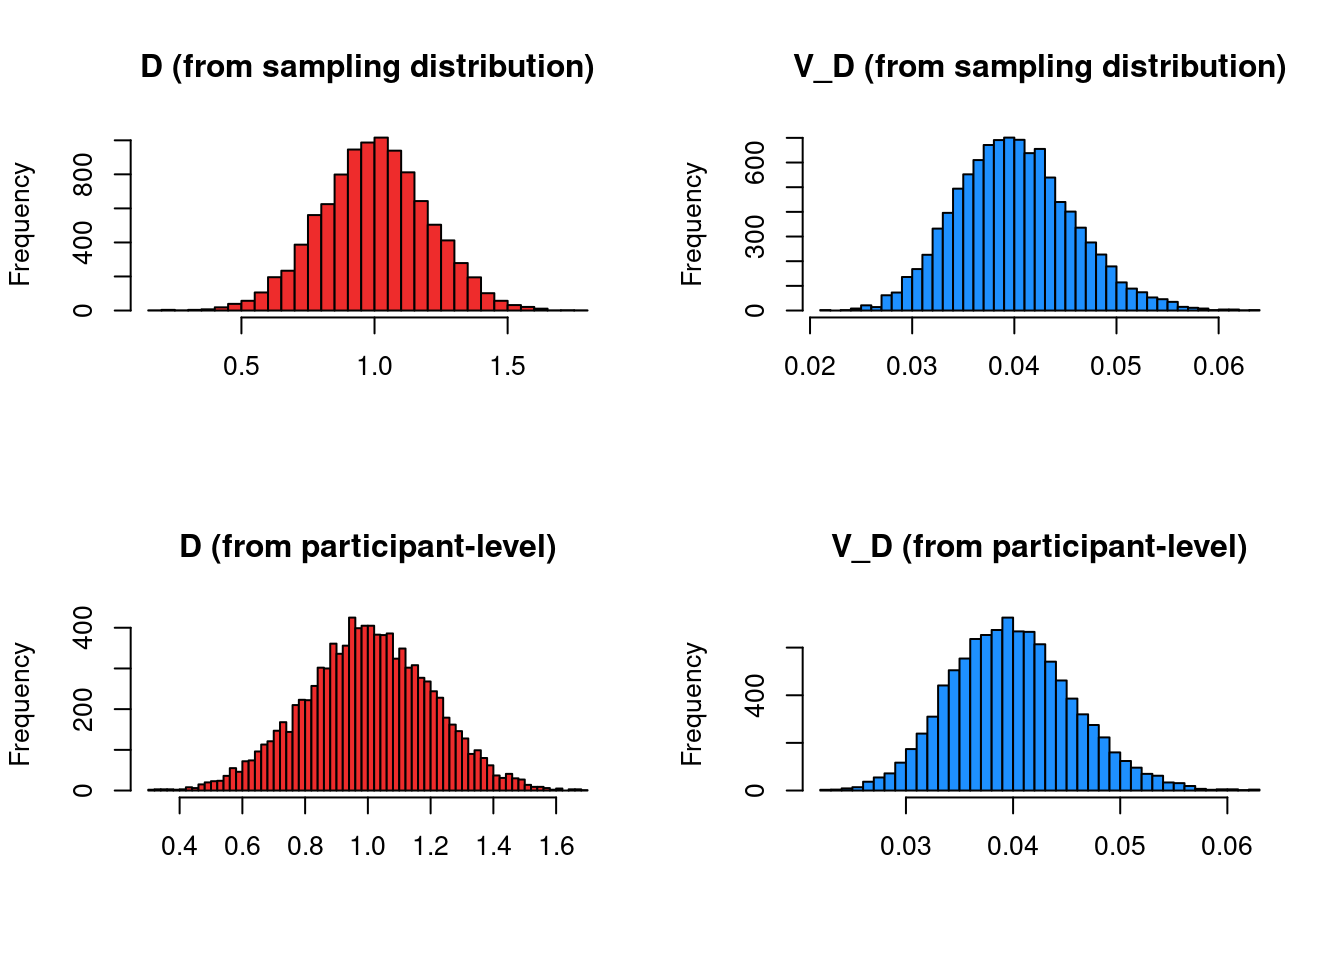 D (from sampling distribution)
Frequency
0 400 800
0.5 1.0 1.5
V_D (from sampling distribution)
Frequency
0 300 600
0.02 0.03 0.04 0.05 0.06
D (from participant-level)
Frequency
0 200 400
0.4 0.6 0.8 1.0 1.2 1.4 1.6
V_D (from participant-level)
Frequency
0 400
0.03 0.04 0.05 0.06